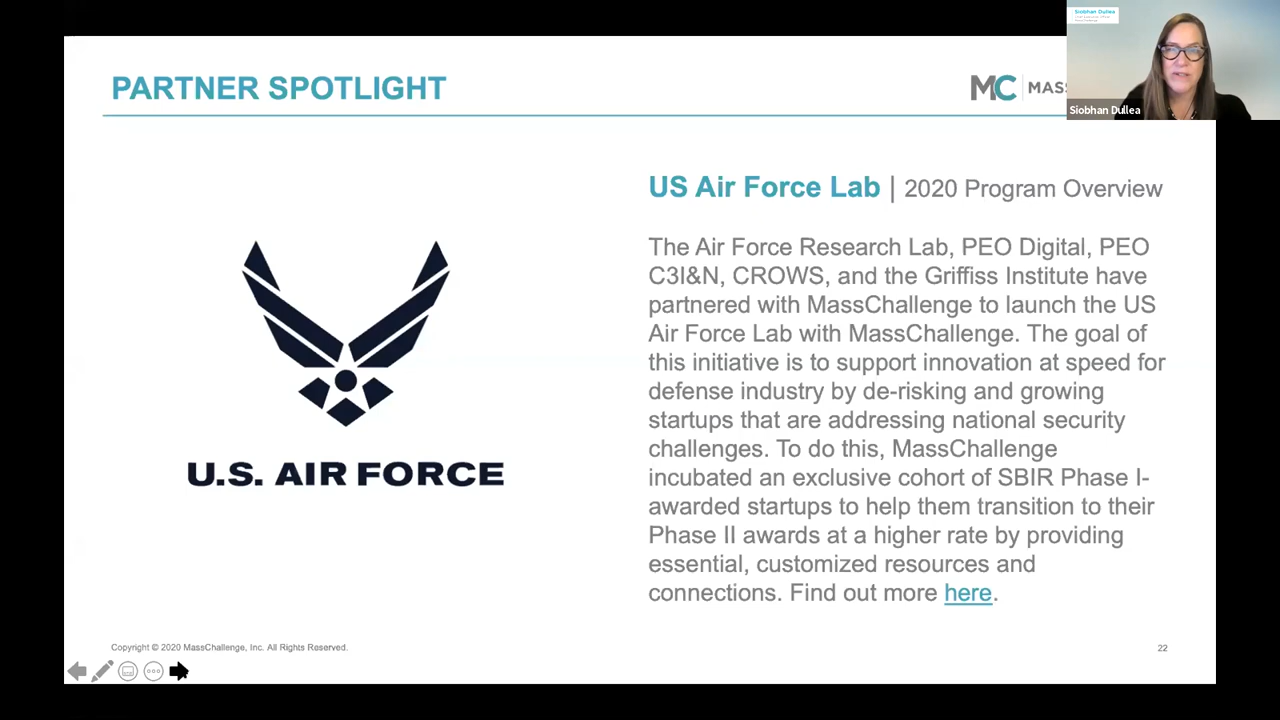 PARTNER SPOTLIGHT
MC MASS
Siobhan Dullea
Siobhan Dullea
US Air Force Lab | 2020 Program Overview
The Air Force Research Lab, PEO Digital, PEO
C3I&N, CROWS, and the Griffiss Institute have
partnered with MassChallenge to launch the US
Air Force Lab with MassChallenge. The goal of
this initiative is to support innovation at speed for
defense industry by de-risking and growing
startups that are addressing national security
challenges. To do this, MassChallenge
incubated an exclusive cohort of SBIR Phase I-
awarded startups to help them transition to their
Phase II awards at a higher rate by providing
essential, customized resources and
connections. Find out more here.
U.S. AIR FORCE
Copyright © 2020 MassChallenge, Inc. All Rights Reserved.
22